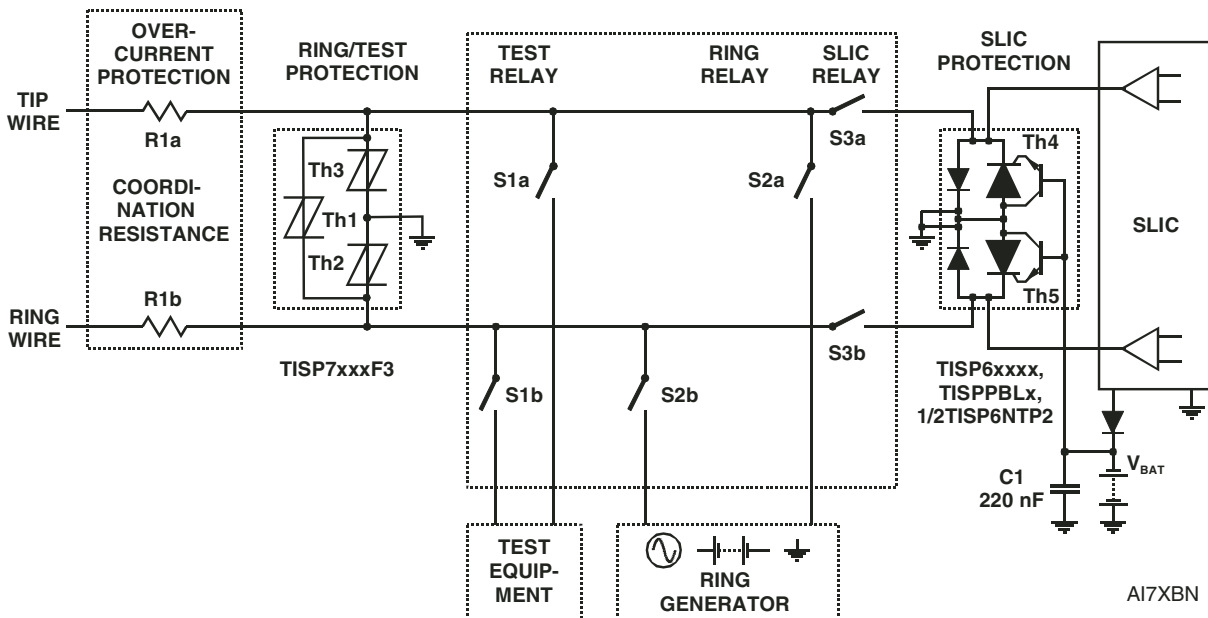 OVER-
CURRENT
PROTECTION
RING/TEST
PROTECTION
TEST
RELAY
RING
RELAY
SLIC
RELAY
SLIC
PROTECTION
TIP
WIRE
R1a
COORDI-
NATION
RESISTANCE
R1b
RING
WIRE
Th3
Th1
Th2
TISP7xxxF3
S1a
S2a
S3a
S1b
S2b
S3b
Th4
Th5
SLIC
TISP6xxxx,
TISPPBLx,
1/2TISP6NTP2
C1
220 nF
VBAT
TEST
EQUIP-
MENT
RING
GENERATOR
AI7XBN